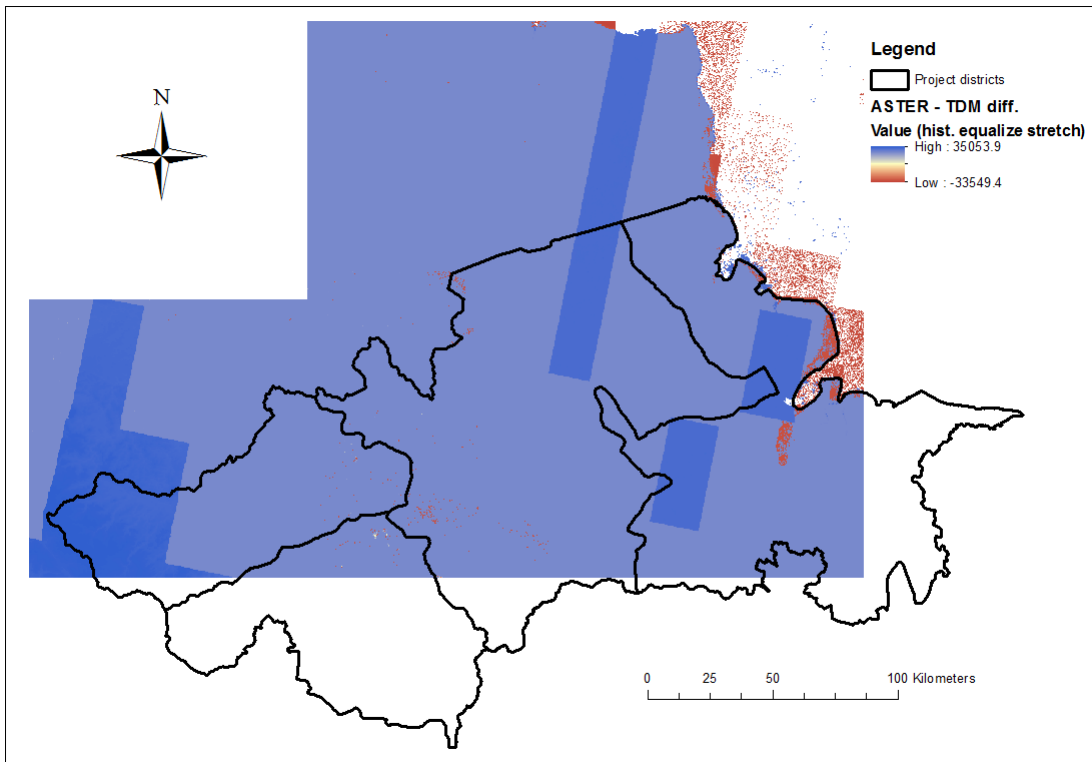 N
Legend
Project districts
ASTER - TDM diff.
Value (hist. equalize stretch)
High : 35053.9
Low : -33549.4
0 25 50 100 Kilometers